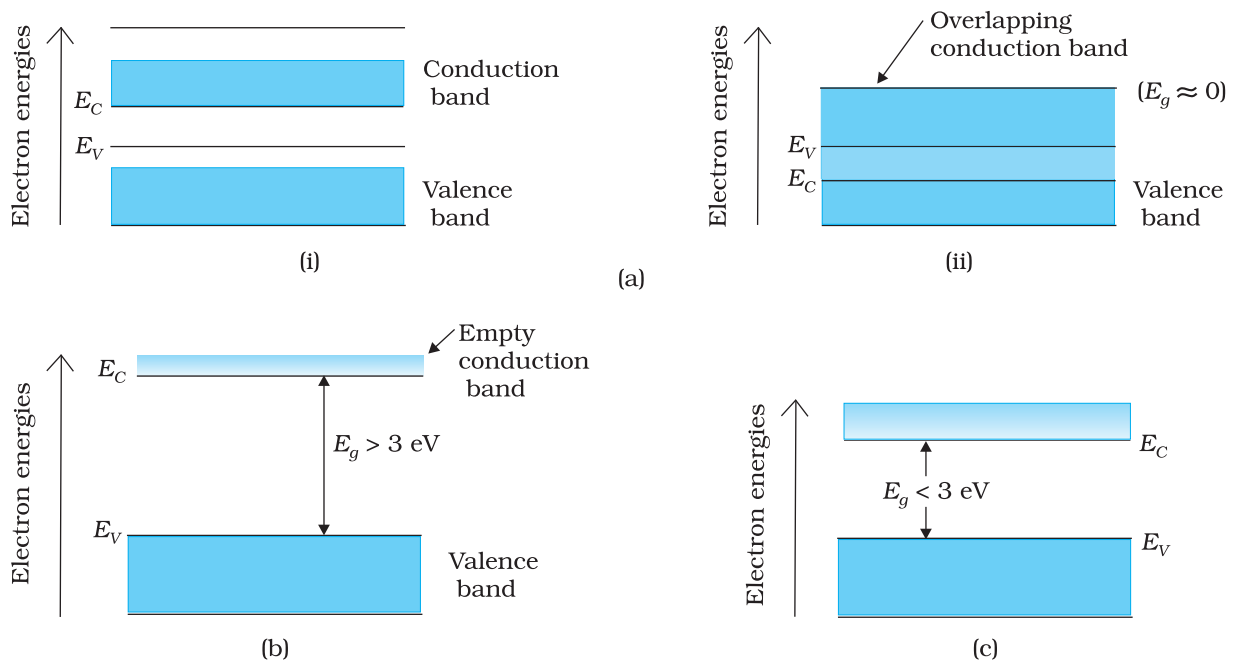 Electron energies
Conduction
band
E_C
E_V
Valence
band
(i)
Electron energies
Overlapping
conduction band
(E_g ≈ 0)
E_V
E_C
Valence
band
(ii)
(a)
Electron energies
Empty
conduction
band
E_C
E_g > 3 eV
E_V
Valence
band
(b)
Electron energies
E_C
E_g < 3 eV
E_V
(c)